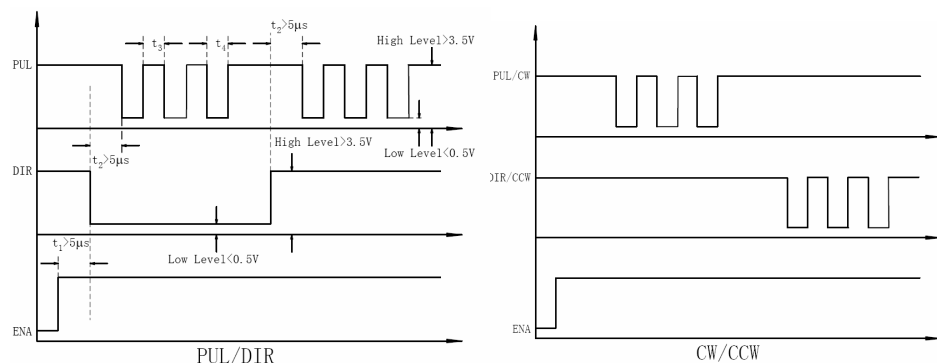 t2>5μs
t3
t4
High Level>3.5V
PUL
t2>5μs
High Level>3.5V
Low Level<0.5V
DIR
t1>5μs
Low Level<0.5V
ENA
PUL/DIR
PUL/CW
DIR/CCW
ENA
CW/CCW